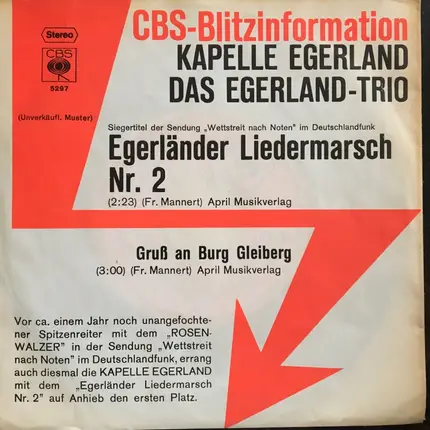 CBS-Blitzinformation
Stereo
CBS
5297
KAPELLE EGERLAND
DAS EGERLAND-TRIO
(Unverkäufl. Muster)
Siegertitel der Sendung „Wettstreit nach Noten" im Deutschlandfunk
Egerländer Liedermarsch
Nr. 2
(2:23) (Fr. Mannert) April Musikverlag
Gruß an Burg Gleiberg
(3:00) (Fr. Mannert) April Musikverlag
Vor ca. einem Jahr noch unangefochte-
ner Spitzenreiter mit dem „ROSEN-
WALZER" in der Sendung „Wettstreit
nach Noten" im Deutschlandfunk, errang
auch diesmal die KAPELLE EGERLAND
mit dem „Egerländer Liedermarsch
Nr. 2" auf Anhieb den ersten Platz.